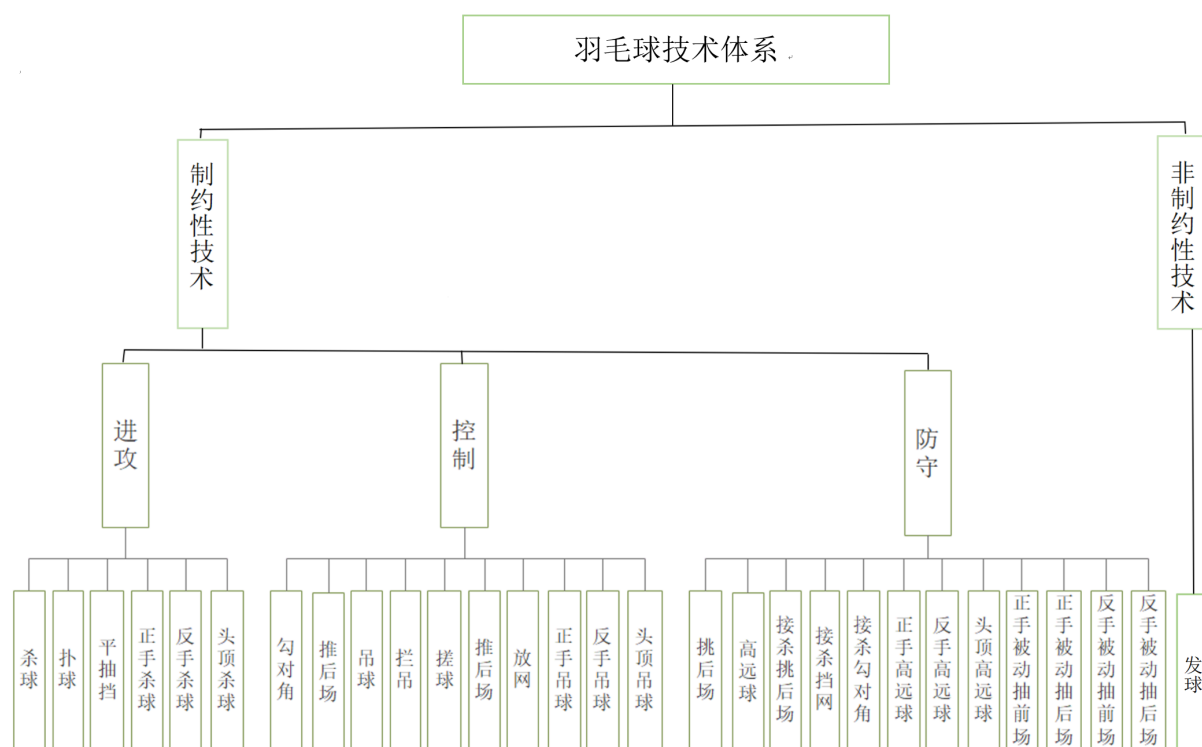 羽毛球技术体系
制约性技术
非制约性技术
进攻
控制
防守
杀球
扑球
平抽挡
正手杀球
反手杀球
头顶杀球
勾对角
推后场
吊球
拦吊
搓球
推后场
放网
正手吊球
反手吊球
头顶吊球
挑后场
高远球
接杀挑后场
接杀挡网
接杀勾对角
正手高远球
反手高远球
头顶高远球
正手被动抽前场
正手被动抽后场
反手被动抽前场
反手被动抽后场
发球